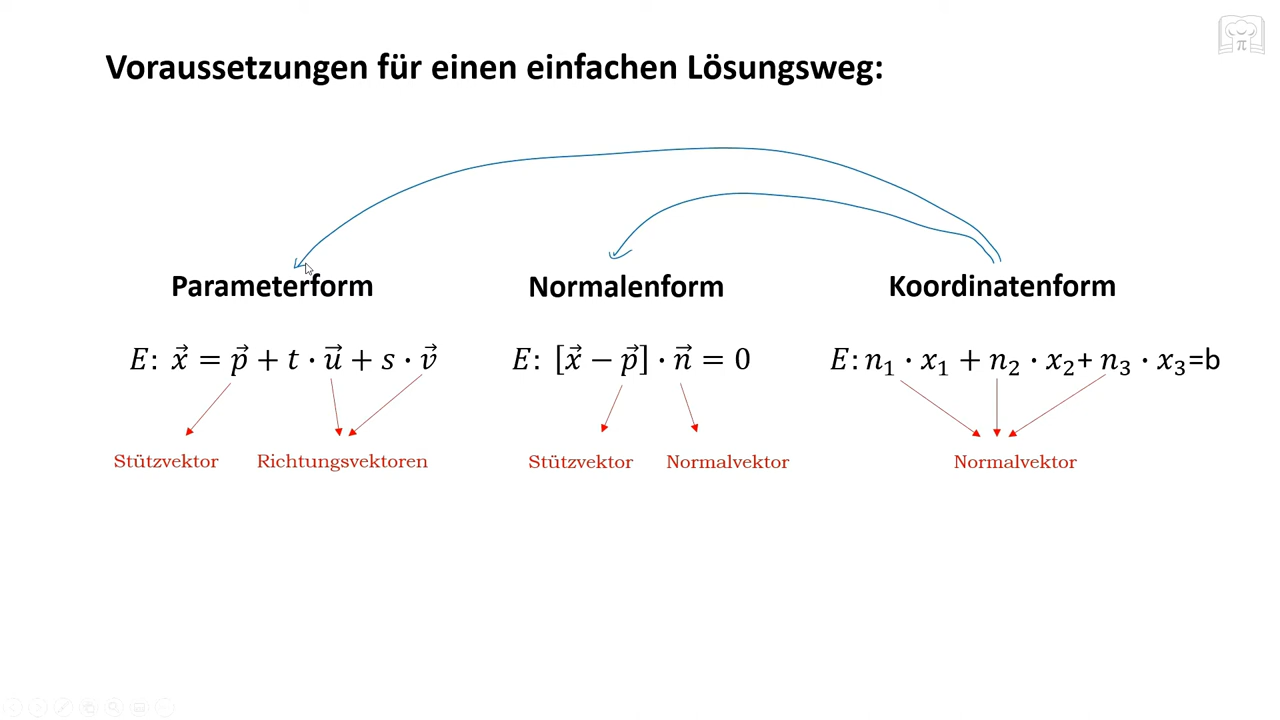 Voraussetzungen für einen einfachen Lösungsweg:
Parameterform
Normalenform
Koordinatenform
E: x⃗ = p⃗ + t · u⃗ + s · v⃗
E: [x⃗ − p⃗] · n⃗ = 0
E: n₁ · x₁ + n₂ · x₂+ n₃ · x₃=b
Stützvektor
Richtungsvektoren
Stützvektor
Normalvektor
Normalvektor
π